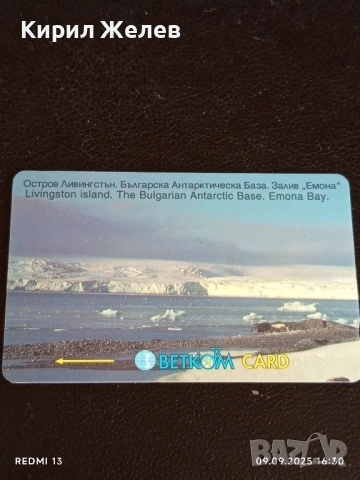 Кирил Желев
Остров Ливингстън. Българска Антарктическа База. Залив „Емона"
Livingston island. The Bulgarian Antarctic Base. Emona Bay.
BETKOM CARD
BAZAR
REDMI 13
09.09.2025 16:30